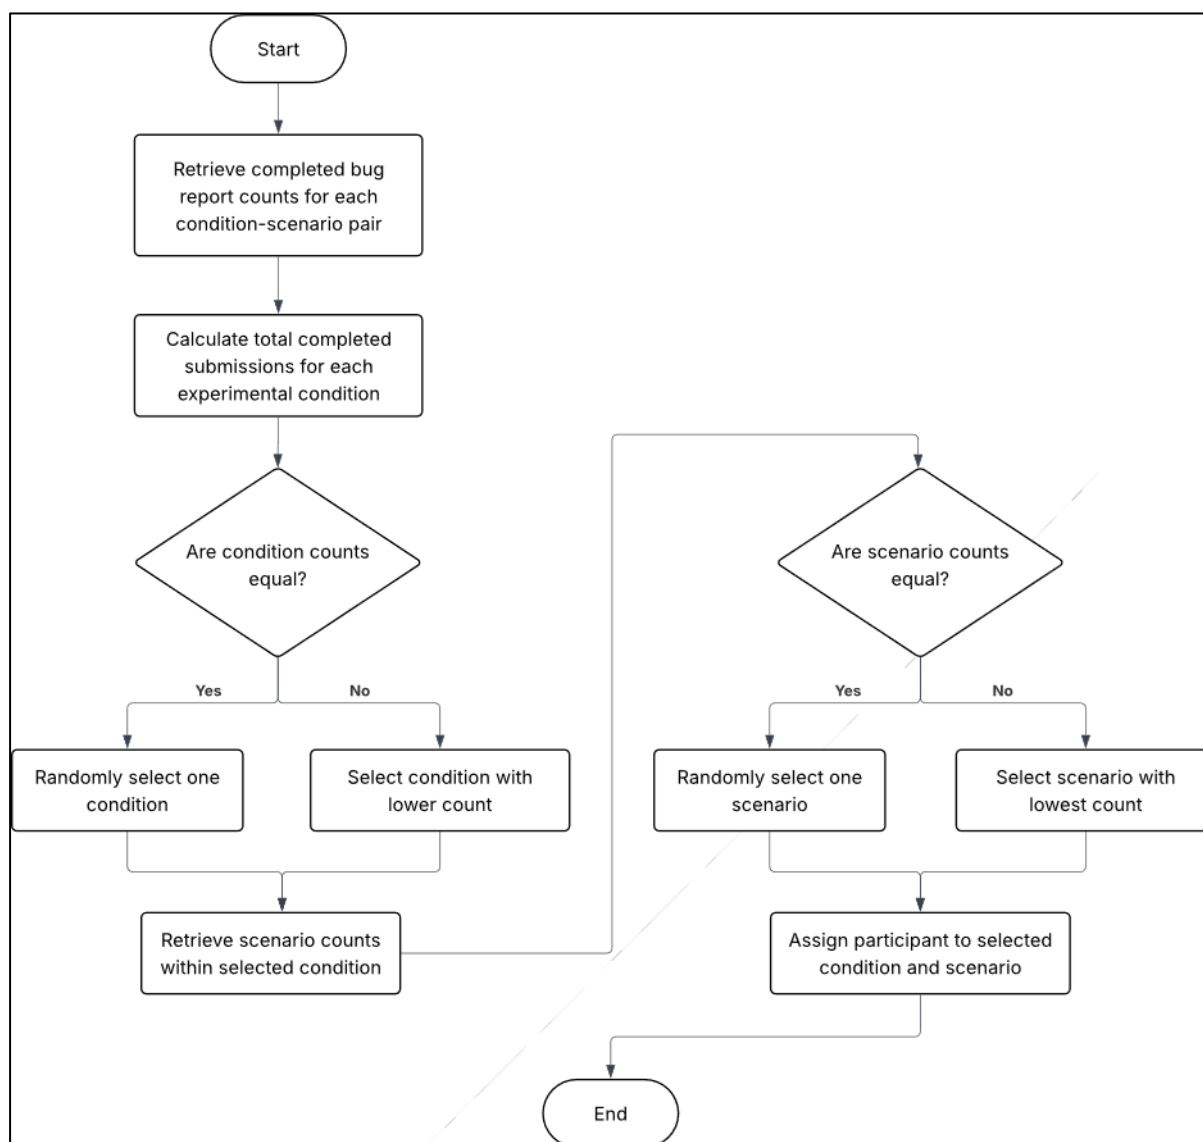 Start
Retrieve completed bug
report counts for each
condition-scenario pair
Calculate total completed
submissions for each
experimental condition
Are condition counts
equal?
Yes
No
Randomly select one
condition
Select condition with
lower count
Retrieve scenario counts
within selected condition
Are scenario counts
equal?
Yes
No
Randomly select one
scenario
Select scenario with
lowest count
Assign participant to selected
condition and scenario
End